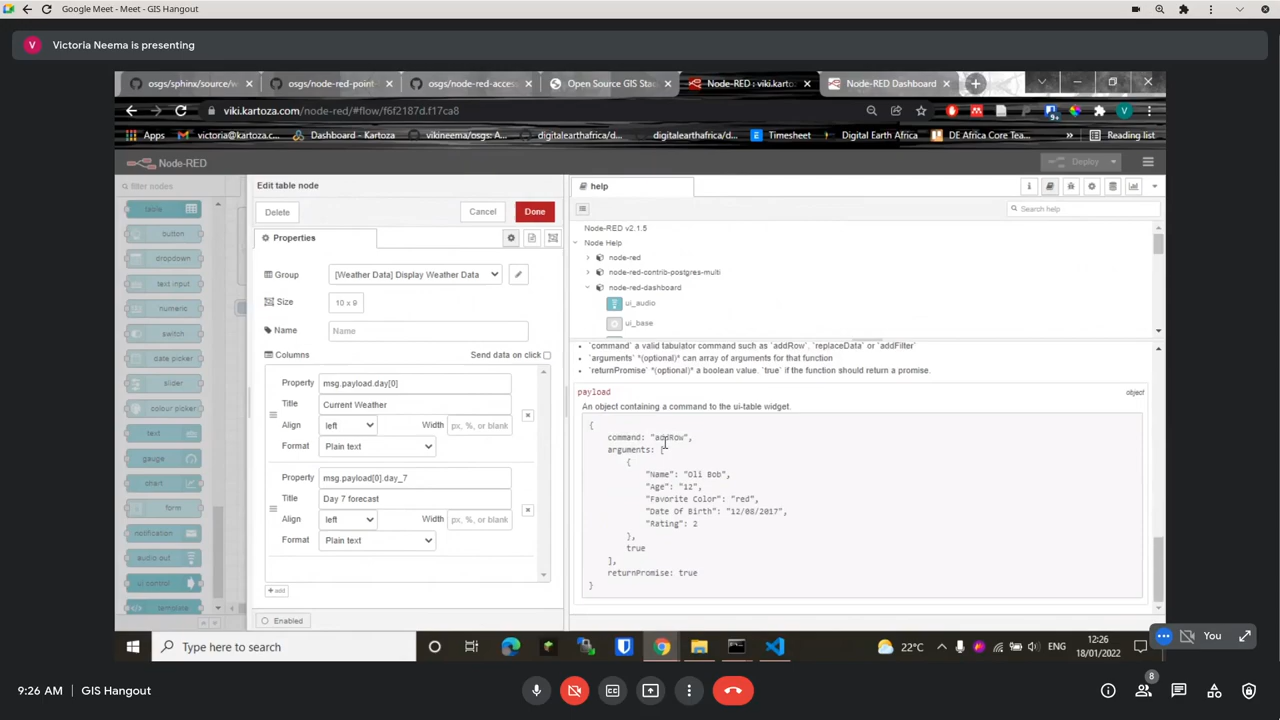 Google Meet - Meet - GIS Hangout
V Victoria Neema is presenting
osgs/sphinx/source/w
osgs/node-red-point
osgs/node-red-acces
Open Source GIS Stac
Node-RED : viki.karto
Node-RED Dashboard
viki.kartoza.com/node-red/#flow/f6f2187d.f17ca8
V
9+
Apps
victoria@kartoza.co...
Dashboard - Kartoza
vikineema/osgs: A...
digitalearthafrica/d...
digitalearthafrica/d...
Timesheet
Digital Earth Africa
DE Africa Core Tea...
»
Reading list
Node-RED
Deploy
filter nodes
table
button
dropdown
text input
numeric
switch
date picker
slider
colour picker
text
gauge
chart
form
notification
audio out
ui control
template
Edit table node
Delete
Cancel
Done
Properties
Group
[Weather Data] Display Weather Data
Size
10 x 9
Name
Name
Columns
Send data on click
Property
msg.payload.day[0]
Title
Current Weather
Align
left
Width
px, %, or blank
Format
Plain text
Property
msg.payload[0].day_7
Title
Day 7 forecast
Align
left
Width
px, %, or blank
Format
Plain text
add
Enabled
help
Search help
Node-RED v2.1.5
Node Help
node-red
node-red-contrib-postgres-multi
node-red-dashboard
ui_audio
ui_base
• `command` a valid tabulator command such as `addRow`, `replaceData` or `addFilter`
• `arguments` *(optional)* can array of arguments for that function
• `returnPromise` *(optional)* a boolean value. `true` if the function should return a promise.
payload
object
An object containing a command to the ui-table widget.
{
command: "addRow",
arguments: [
{
"Name": "Oli Bob",
"Age": "12",
"Favorite Color": "red",
"Date Of Birth": "12/08/2017",
"Rating": 2
},
true
],
returnPromise: true
}
Type here to search
22°C
ENG
12:26
18/01/2022
You
9:26 AM
GIS Hangout
8